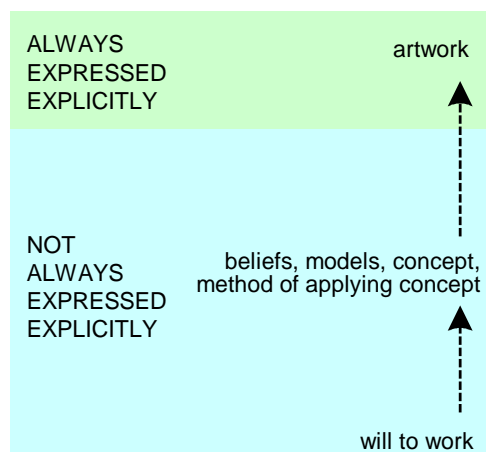 ALWAYS
EXPRESSED
EXPLICITLY
artwork
NOT
ALWAYS
EXPRESSED
EXPLICITLY
beliefs, models, concept,
method of applying concept
will to work